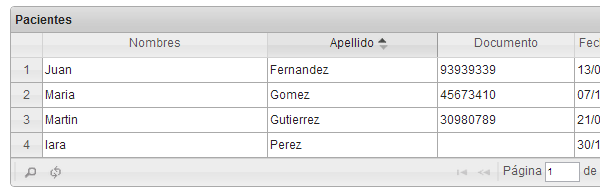 Pacientes
Nombres Apellido Documento Fec
1 Juan Fernandez 93939339 13/0
2 Maria Gomez 45673410 07/1
3 Martin Gutierrez 30980789 21/0
4 Iara Perez 30/1
Página 1 de